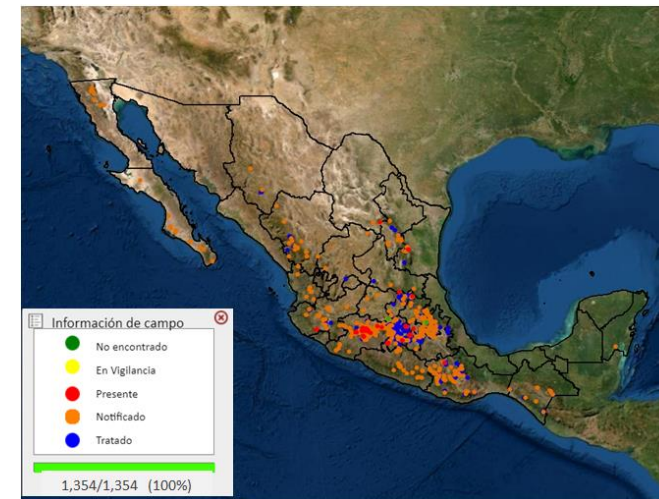 Información de campo
No encontrado
En Vigilancia
Presente
Notificado
Tratado
1,354/1,354 (100%)